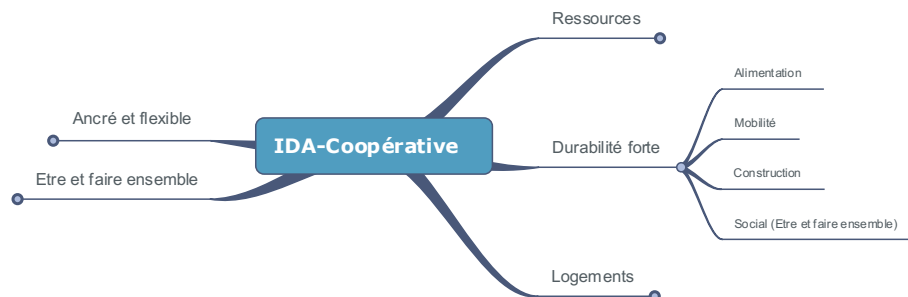 Ressources
Alimentation
Ancré et flexible
Mobilité
IDA-Coopérative
Durabilité forte
Construction
Etre et faire ensemble
Social (Etre et faire ensemble)
Logements